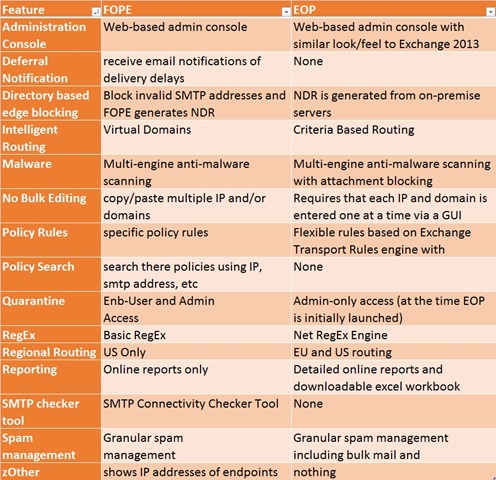 Feature FOPE EOP
Administration Web-based admin console Web-based admin console with
Console similar look/feel to Exchange 2013
Deferral receive email notifications of None
Notification delivery delays
Directory based Block invalid SMTP addresses and NDR is generated from on-premise
edge blocking FOPE generates NDR servers
Intelligent Virtual Domains Criteria Based Routing
Routing
Malware Multi-engine anti-malware Multi-engine anti-malware scanning
scanning with attachment blocking
No Bulk Editing copy/paste multiple IP and/or Requires that each IP and domain is
domains entered one at a time via a GUI
Policy Rules specific policy rules Flexible rules based on Exchange
Transport Rules engine with
Policy Search search there policies using IP, None
smtp address, etc
Quarantine Enb-User and Admin Admin-only access (at the time EOP
Access is initially launched)
RegEx Basic RegEx Net RegEx Engine
Regional Routing US Only EU and US routing
Reporting Online reports only Detailed online reports and
downloadable excel workbook
SMTP checker SMTP Connectivity Checker Tool None
tool
Spam Granular spam Granular spam management
management management including bulk mail and
zOther shows IP addresses of endpoints nothing